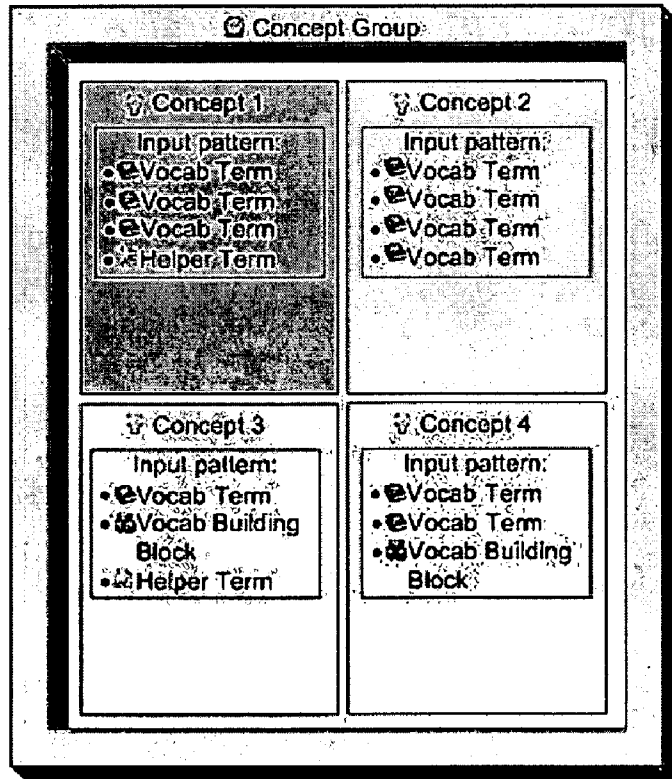 Concept Group
Concept 1
Input pattern:
Vocab Term
Vocab Term
Vocab Term
Helper Term
Concept 2
Input pattern:
Vocab Term
Vocab Term
Vocab Term
Vocab Term
Concept 3
Input pattern:
Vocab Term
Vocab Building
Block
Helper Term
Concept 4
Input pattern:
Vocab Term
Vocab Term
Vocab Building
Block